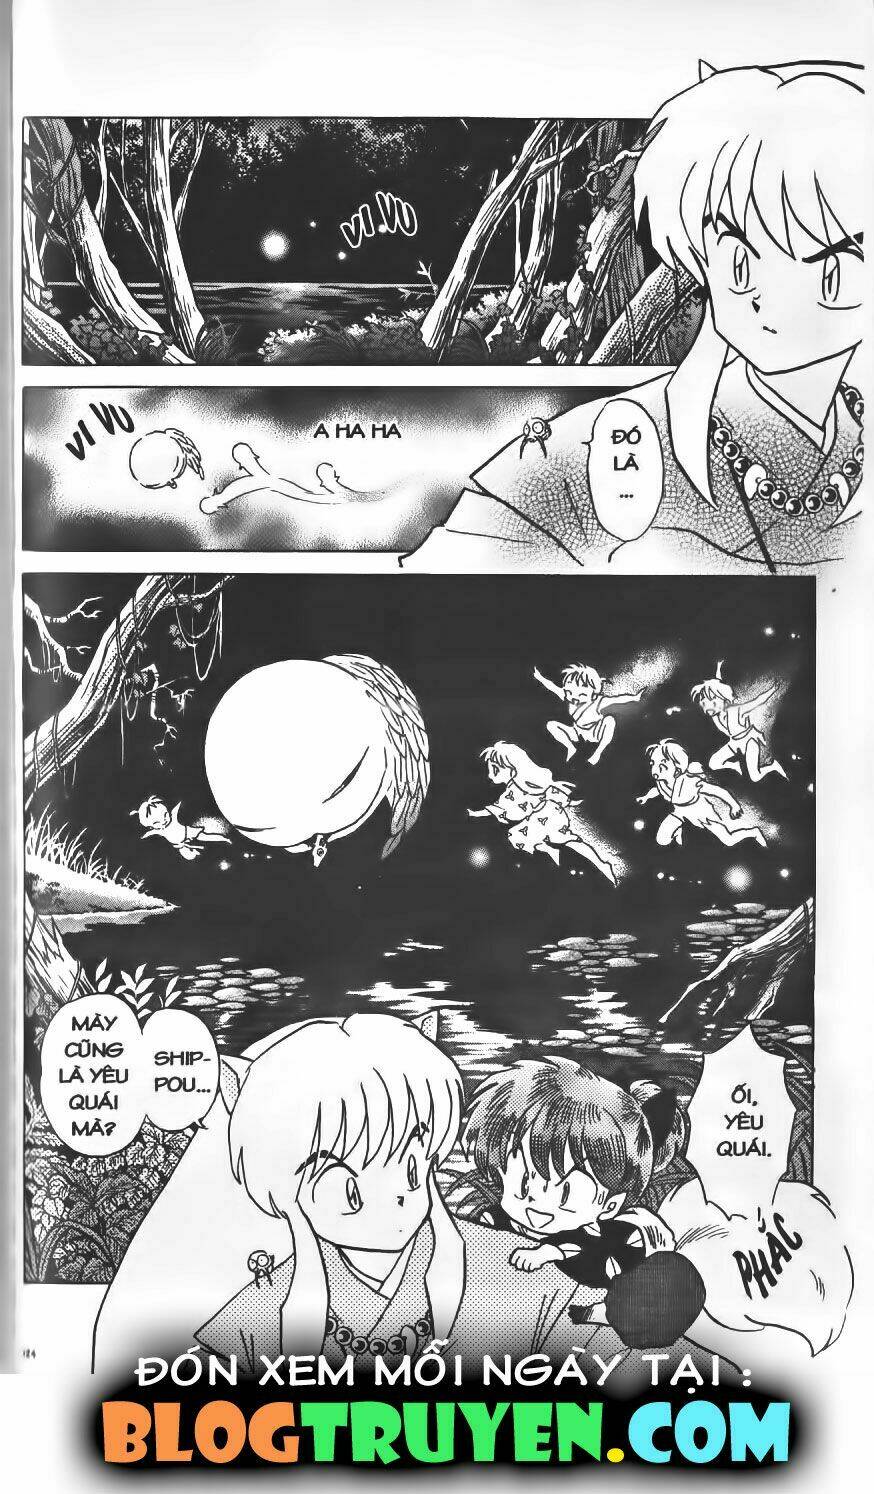 VI VU
VI VU
A HA HA
ĐÓ
LÀ
...
MÀY
CŨNG
LÀ YÊU
QUÁI
MÀ?
SHIP-
POU...
ỐI,
YÊU
QUÁI.
PHẮC
184
ĐÓN XEM MỖI NGÀY TẠI :
BLOGTRUYEN.COM